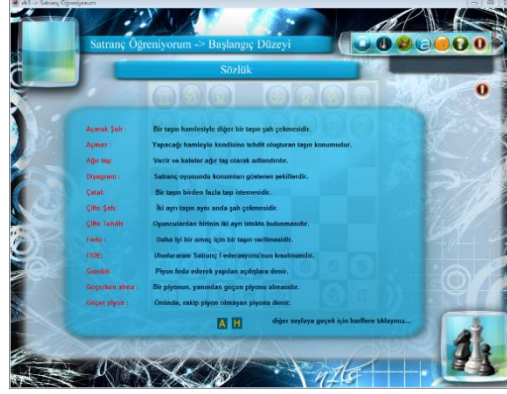 Satranç Öğreniyorum -> Başlangıç Düzeyi
Sözlük
Açarak Şah : Bir taşın hamlesiyle diğer bir taşın şah çekmesidir.
Açmaz : Yapacağı hamleyle kendisine tehdit oluşturan taşın konumudur.
Ağır taş: Vezir ve kaleler ağır taş olarak adlandırılır.
Diyagram : Satranç oyununda konumları gösteren şekillerdir.
Çatal: Bir taşın birden fazla taşı istemesidir.
Çifte Şah: İki ayrı taşın aynı anda şah çekmesidir.
Çifte Tehdit: Oyunculardan birinin iki ayrı istekte bulunmasıdır.
Feda : Daha iyi bir amaç için bir taşın verilmesidir.
FIDE: Uluslararası Satranç Federasyonu'nun kısaltmasıdır.
Gambit: Piyon feda ederek yapılan açılışlara denir.
Geçerken alma : Bir piyonun, yanından geçen piyonu almasıdır.
Geçer piyon : Önünde, rakip piyon olmayan piyona denir.
A H diğer sayfaya geçek için harflere tıklayınız...